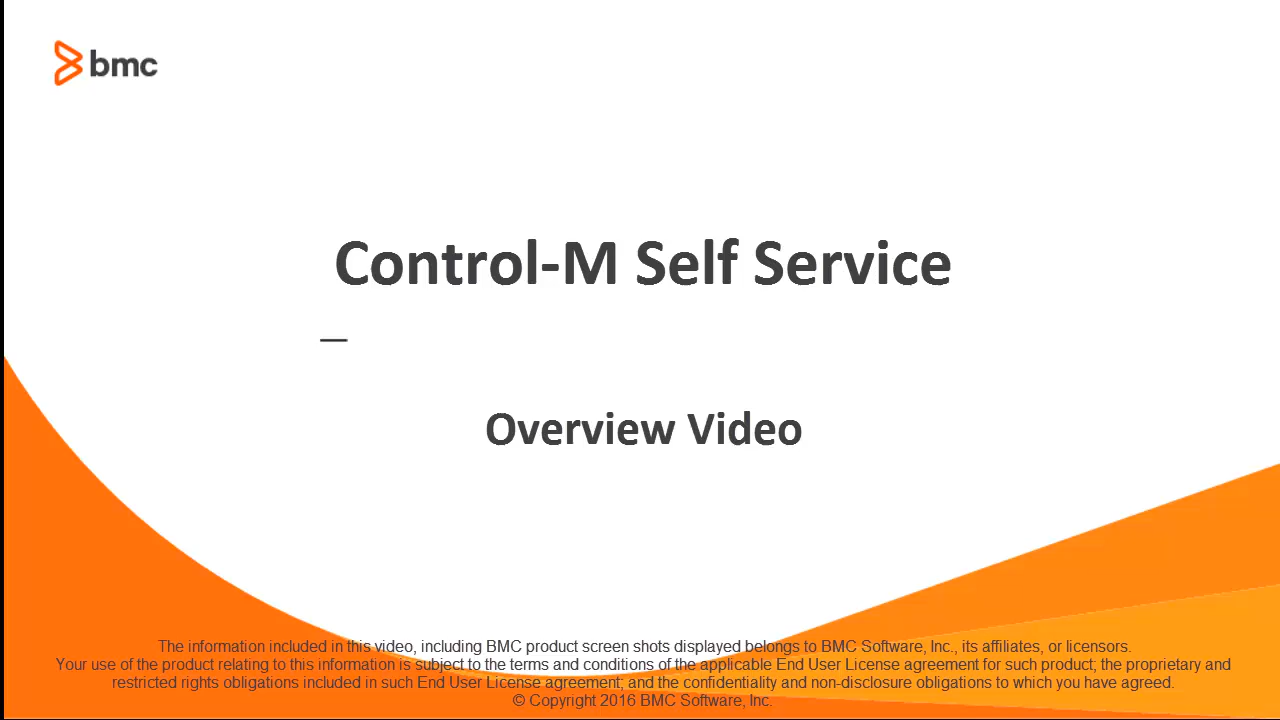 bmc
Control-M Self Service
—
Overview Video
The information included in this video, including BMC product screen shots displayed belongs to BMC Software, Inc., its affiliates, or licensors.
Your use of the product relating to this information is subject to the terms and conditions of the applicable End User License agreement for such product; the proprietary and
restricted rights obligations included in such End User License agreement; and the confidentiality and non-disclosure obligations to which you have agreed.
© Copyright 2016 BMC Software, Inc.